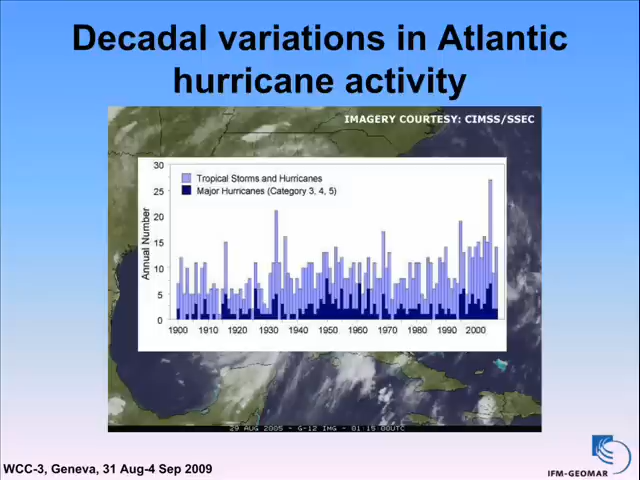 Decadal variations in Atlantic
hurricane activity
IMAGERY COURTESY: CIMSS/SSEC
30
Tropical Storms and Hurricanes
25
Major Hurricanes (Category 3, 4, 5)
20
Annual Number
15
10
5
0
1900 1910 1920 1930 1940 1950 1960 1970 1980 1990 2000
29 AUG 2005 - G-12 IMG - 01:15 UTC
WCC-3, Geneva, 31 Aug-4 Sep 2009
IFM-GEOMAR